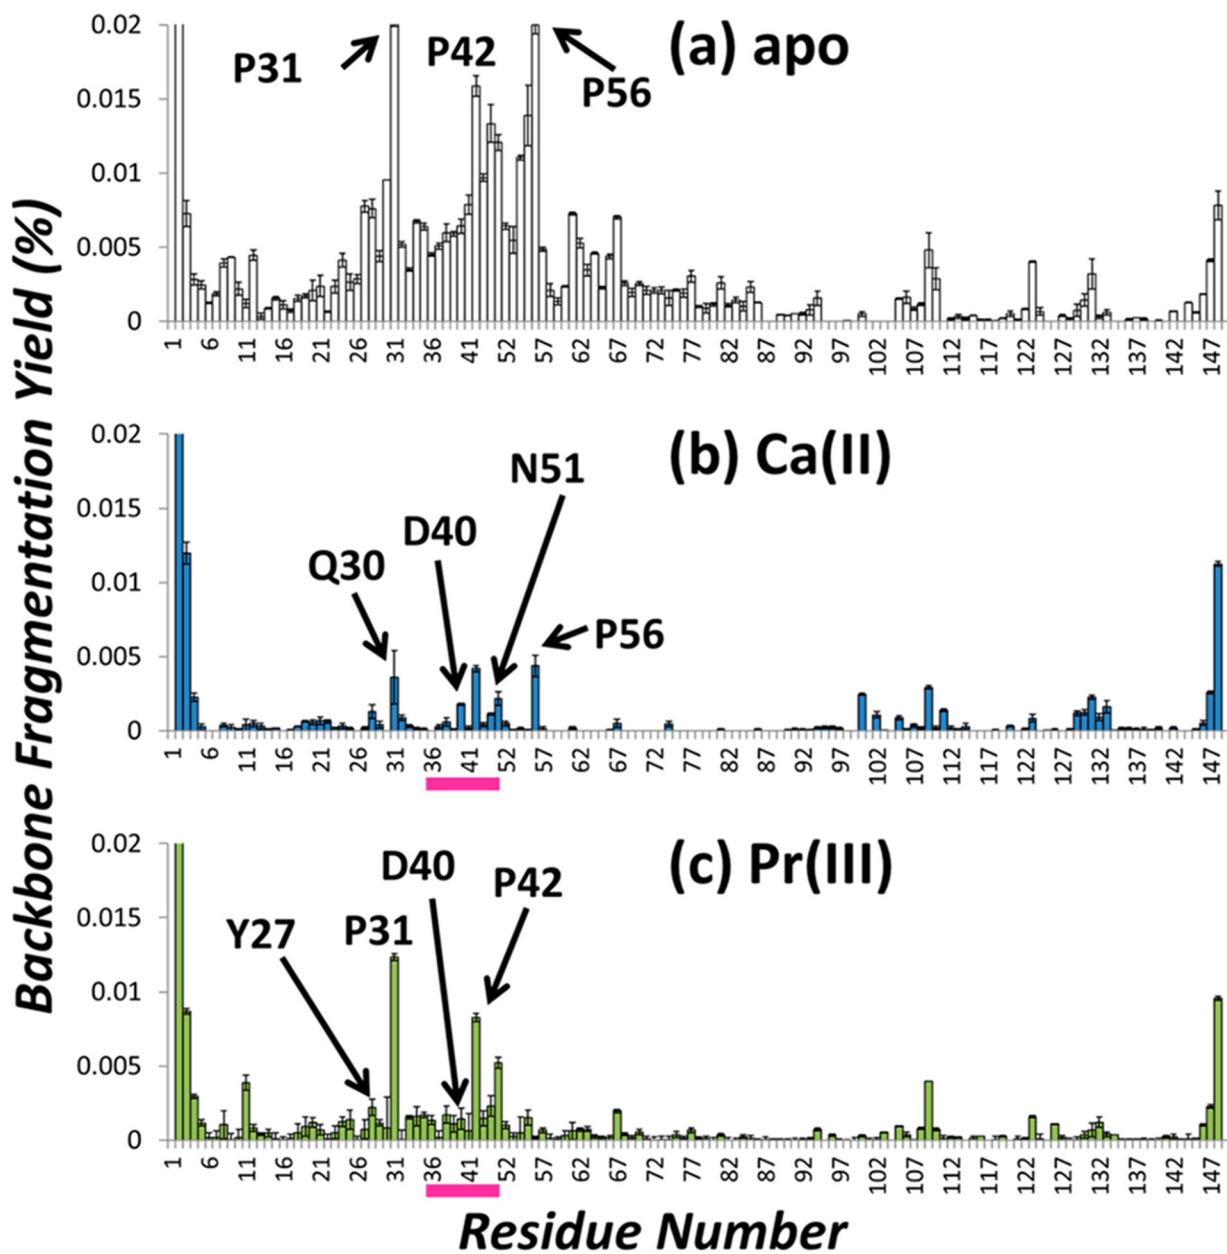 Backbone Fragmentation Yield (%)
(a) apo
0.02
0.015
0.01
0.005
0
P31
P42
P56
1 6 11 16 21 26 31 36 41 52 57 62 67 72 77 82 87 92 97 102 107 112 117 122 127 132 137 142 147
(b) Ca(II)
0.02
0.015
0.01
0.005
0
N51
D40
Q30
P56
1 6 11 16 21 26 31 36 41 52 57 62 67 72 77 82 87 92 97 102 107 112 117 122 127 132 137 142 147
(c) Pr(III)
0.02
0.015
0.01
0.005
0
D40
P42
Y27
P31
1 6 11 16 21 26 31 36 41 52 57 62 67 72 77 82 87 92 97 102 107 112 117 122 127 132 137 142 147
Residue Number